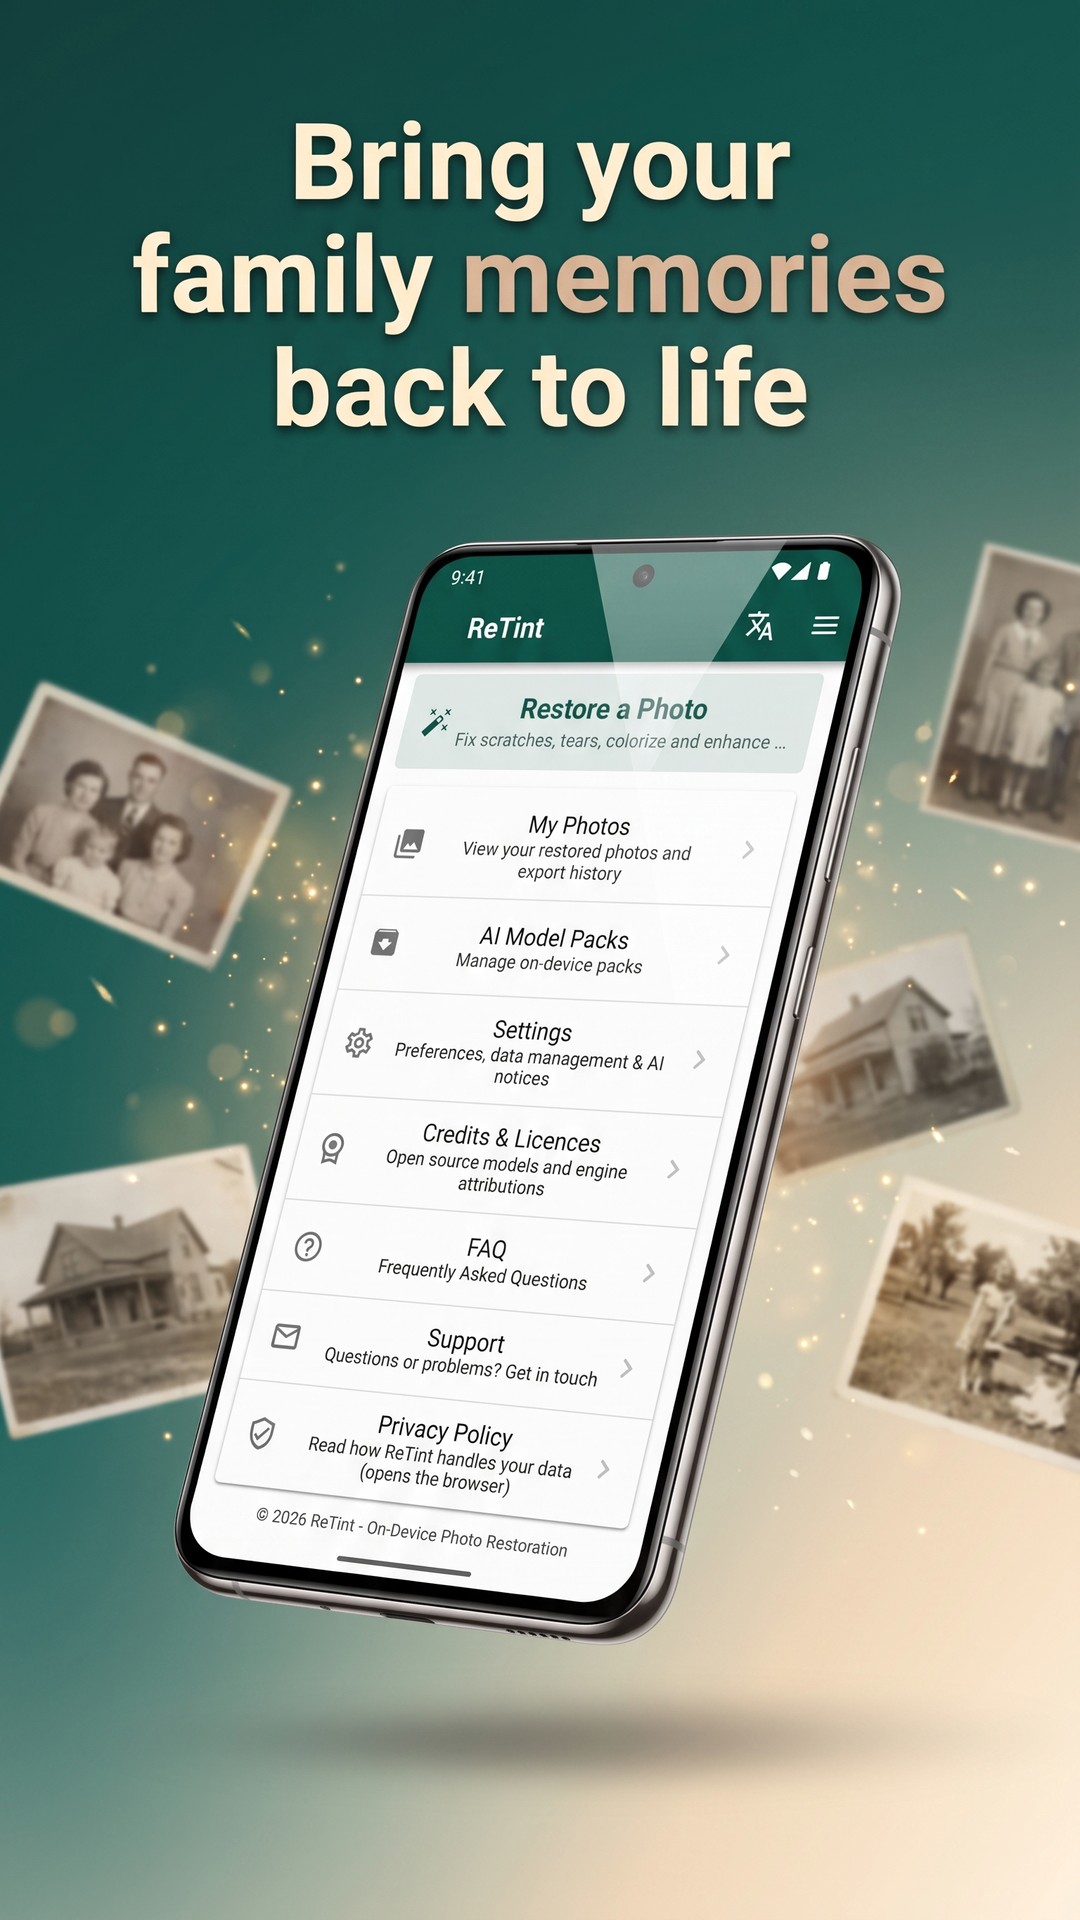 Bring your
family memories
back to life
9:41
ReTint
Restore a Photo
Fix scratches, tears, colorize and enhance ...
My Photos
View your restored photos and
export history
AI Model Packs
Manage on-device packs
Settings
Preferences, data management & AI
notices
Credits & Licences
Open source models and engine
attributions
FAQ
Frequently Asked Questions
Support
Questions or problems? Get in touch
Privacy Policy
Read how ReTint handles your data
(opens the browser)
© 2026 ReTint - On-Device Photo Restoration